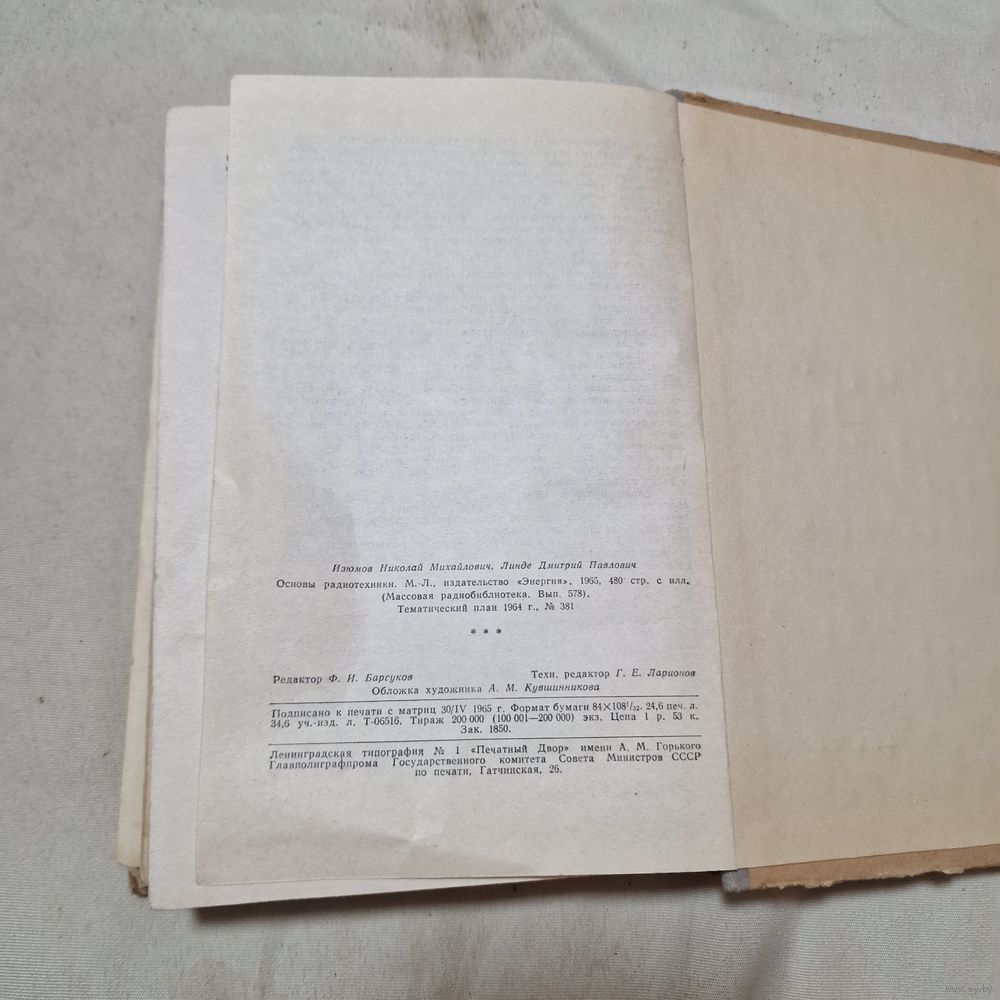 Изюмов Николай Михайлович, Линде Дмитрий Павлович
Основы радиотехники. М.-Л., издательство «Энергия», 1965, 480 стр. с илл.
(Массовая радиобиблиотека. Вып. 578).
Тематический план 1964 г., № 381
* * *
Редактор Ф. И. Барсуков Техн. редактор Г. Е. Ларионов
Обложка художника А. М. Кувшинникова
Подписано к печати с матриц 30/IV 1965 г. Формат бумаги 84×108¹/₃₂. 24,6 печ. л.
34,6 уч.-изд. л. Т-06516. Тираж 200 000 (100 001—200 000) экз. Цена 1 р. 53 к.
Зак. 1850.
Ленинградская типография № 1 «Печатный Двор» имени А. М. Горького
Главполиграфпрома Государственного комитета Совета Министров СССР
по печати, Гатчинская, 26.
www.ay.by